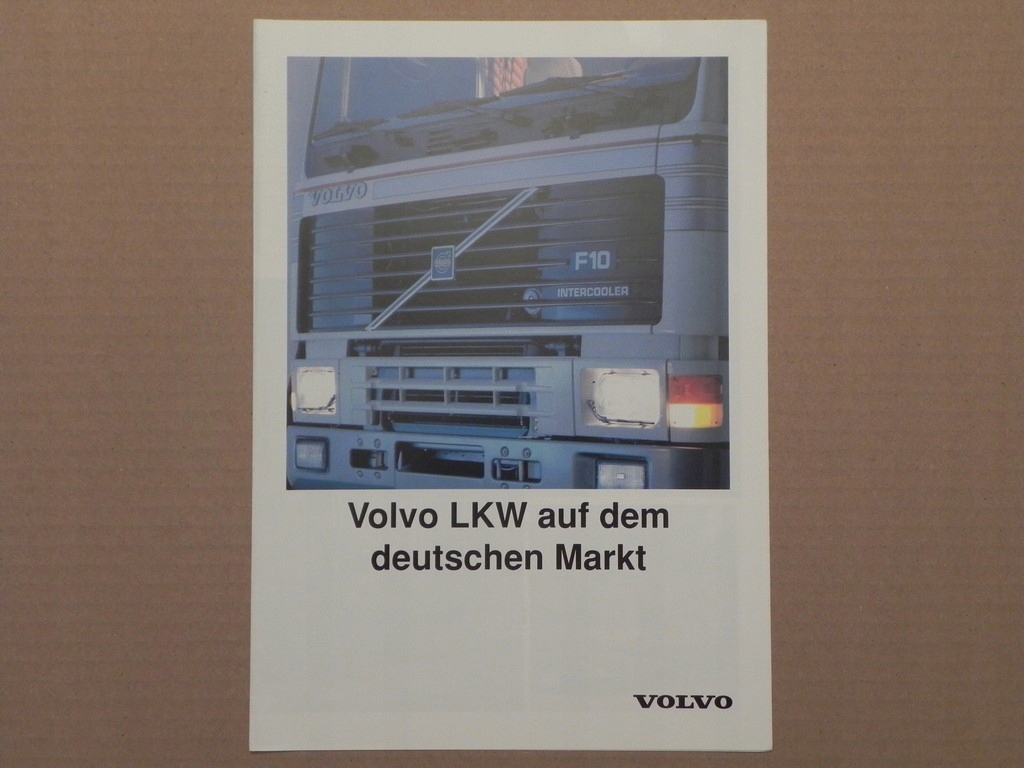 VOLVO
F10
INTERCOOLER
Volvo LKW auf dem
deutschen Markt
VOLVO